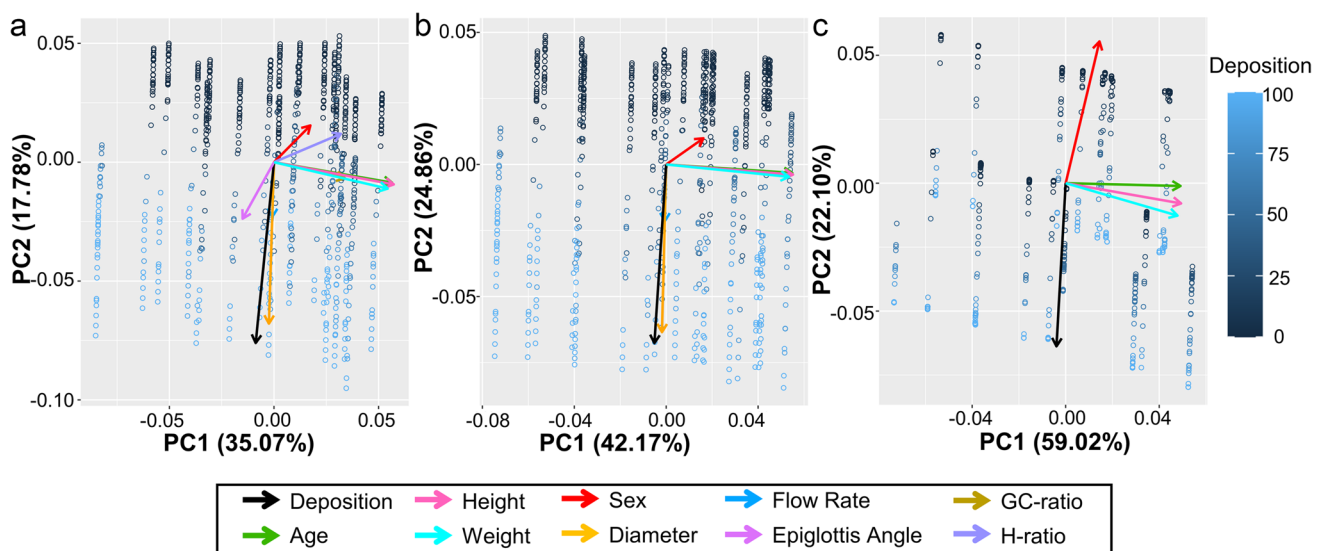 a
PC2 (17.78%)
0.05
0.00
-0.05
-0.10
-0.05
0.00
0.05
PC1 (35.07%)
b
PC2 (24.86%)
0.05
0.00
-0.05
-0.08
-0.04
0.00
0.04
PC1 (42.17%)
c
PC2 (22.10%)
0.05
0.00
-0.05
-0.04
0.00
0.04
PC1 (59.02%)
Deposition
100
75
50
25
0
Deposition
Height
Sex
Flow Rate
GC-ratio
Age
Weight
Diameter
Epiglottis Angle
H-ratio